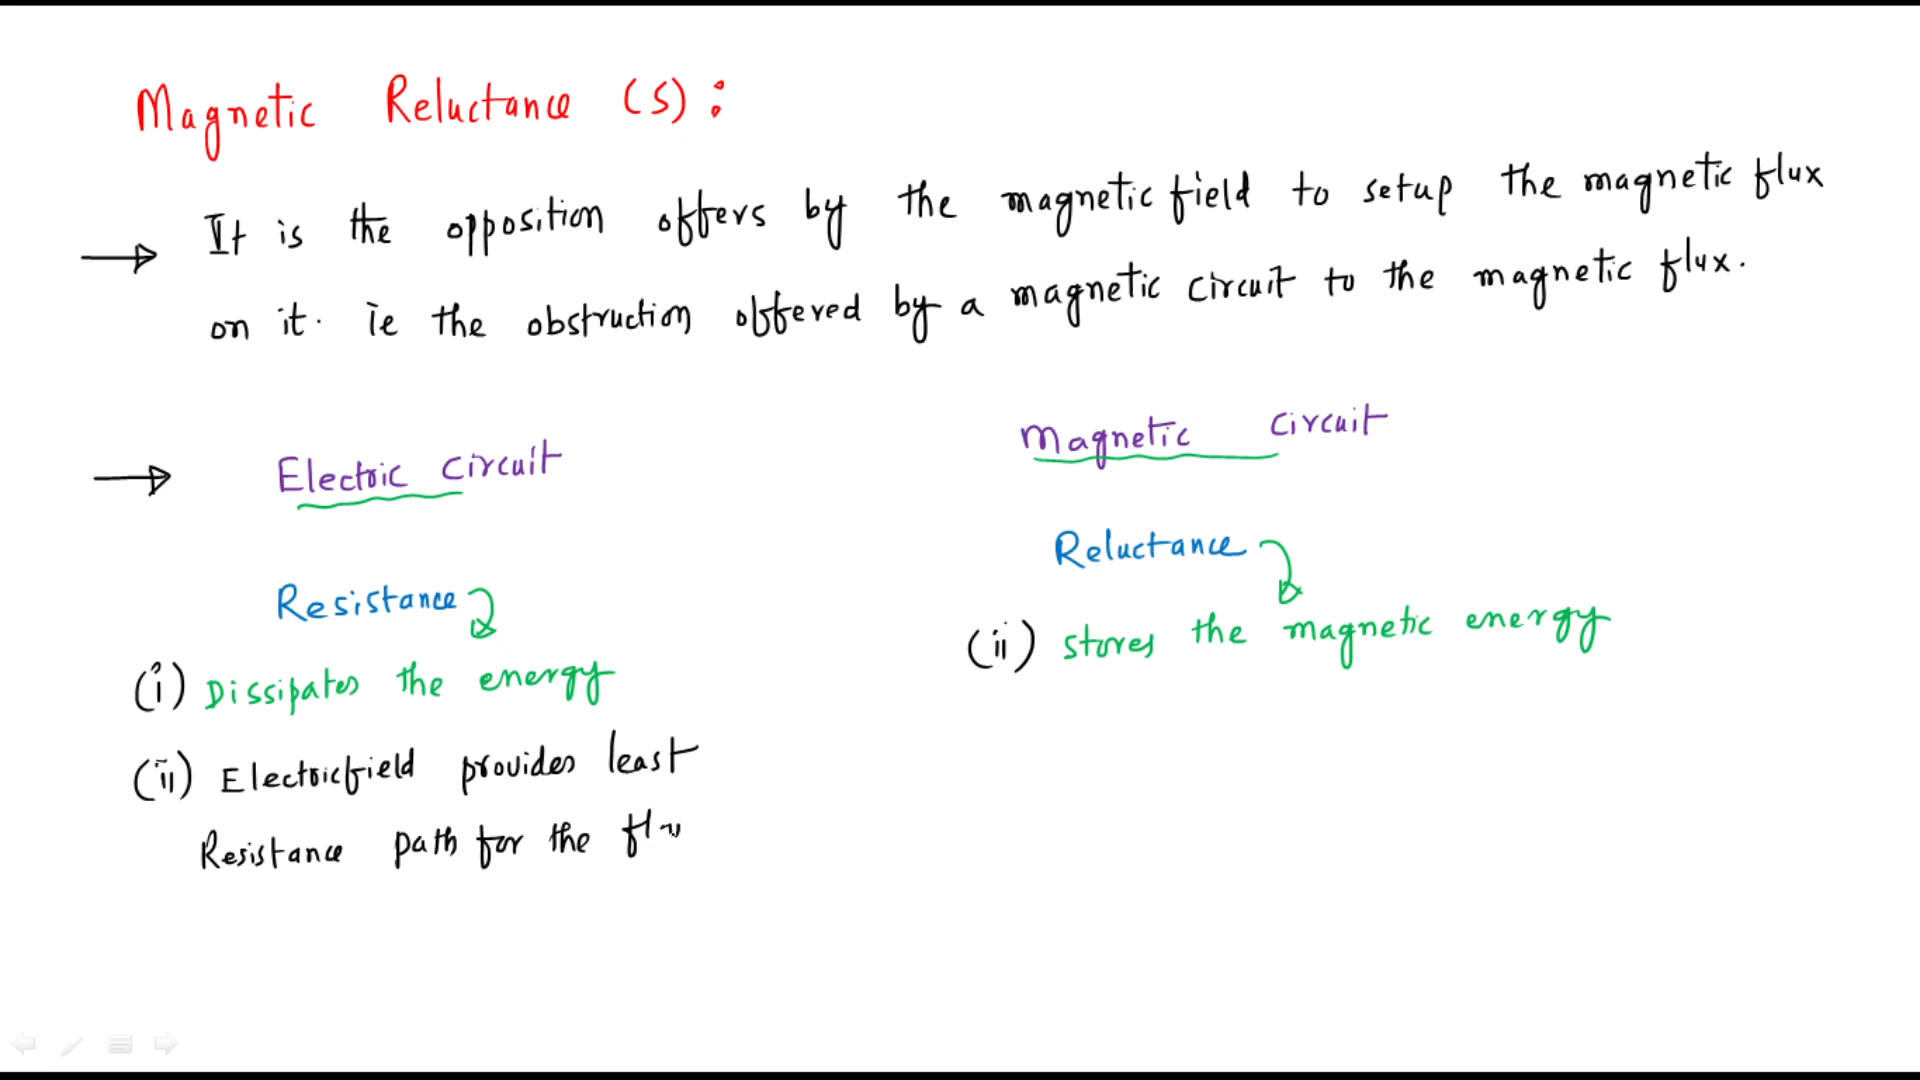 Magnetic Reluctance (S):
It is the opposition offers by the magnetic field to setup the magnetic flux
on it. ie the obstruction offered by a magnetic circuit to the magnetic flux.
Electric circuit
Magnetic circuit
Resistance
(i) Dissipates the energy
(ii) Electricfield provides least
Resistance path for the
Reluctance
(ii) stores the magnetic energy